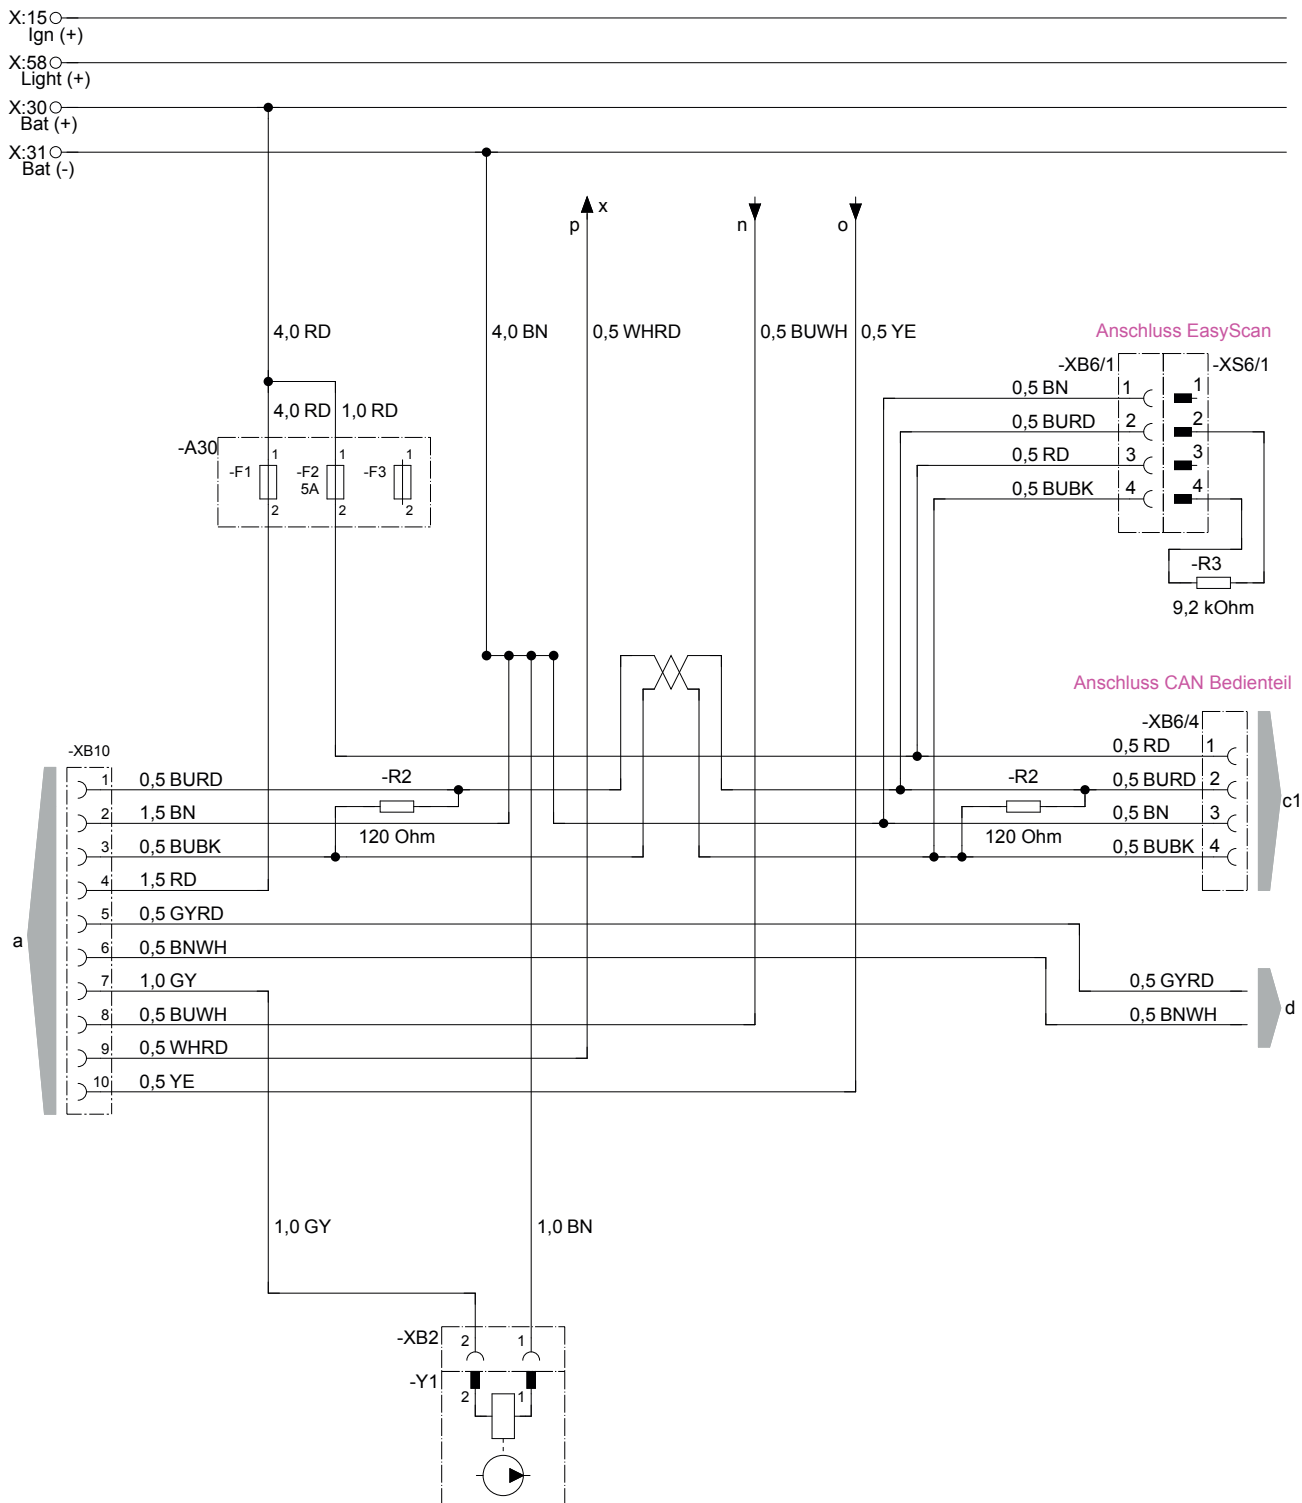 X:15
Ign (+)
X:58
Light (+)
X:30
Bat (+)
X:31
Bat (-)
p
x
n
o
4,0 RD
4,0 BN
0,5 WHRD
0,5 BUWH
0,5 YE
Anschluss EasyScan
-XB6/1
-XS6/1
0,5 BN
1
1
0,5 BURD
2
2
0,5 RD
3
3
0,5 BUBK
4
4
-R3
9,2 kOhm
4,0 RD
1,0 RD
-A30
1
1
1
-F1
-F2
5A
-F3
2
2
2
Anschluss CAN Bedienteil
-XB6/4
0,5 RD
1
0,5 BURD
2
0,5 BN
3
0,5 BUBK
4
c1
-R2
120 Ohm
-XB10
1
0,5 BURD
2
1,5 BN
3
0,5 BUBK
4
1,5 RD
5
0,5 GYRD
6
0,5 BNWH
7
1,0 GY
8
0,5 BUWH
9
0,5 WHRD
10
0,5 YE
a
-R2
120 Ohm
0,5 GYRD
0,5 BNWH
d
1,0 GY
1,0 BN
-XB2
2
1
-Y1
2
1